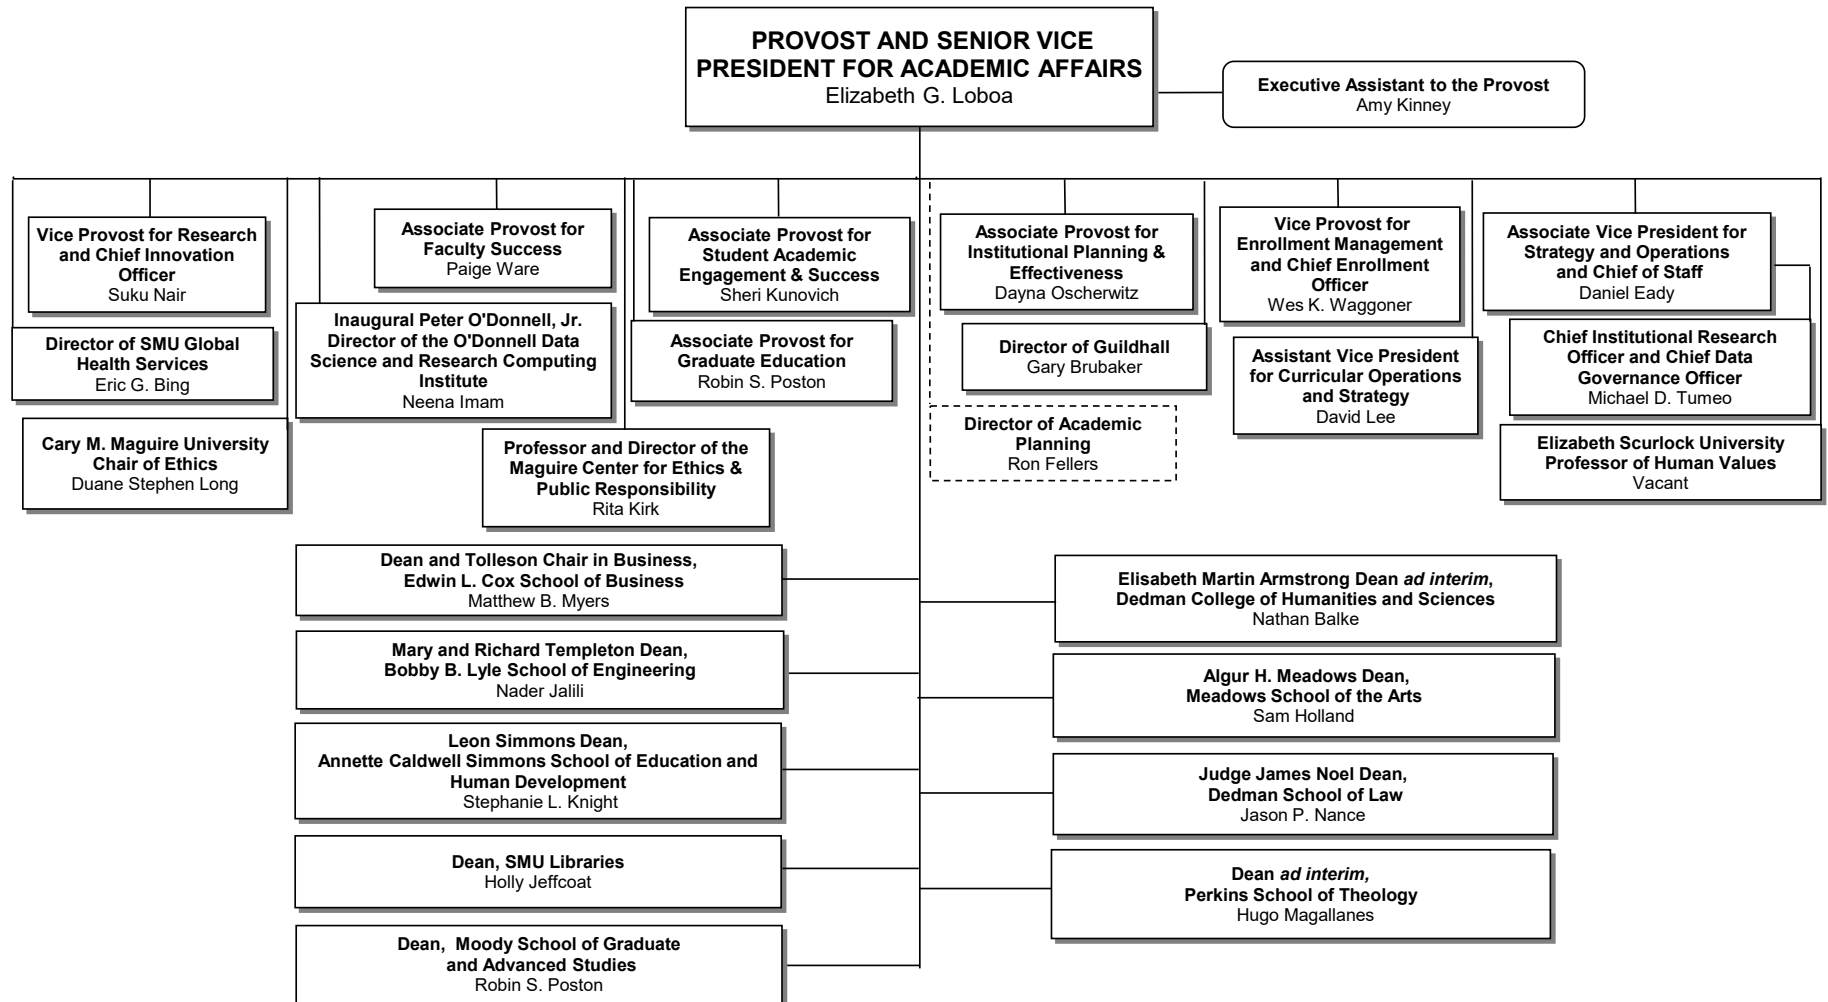 PROVOST AND SENIOR VICE
PRESIDENT FOR ACADEMIC AFFAIRS
Elizabeth G. Loboa
Executive Assistant to the Provost
Amy Kinney
Vice Provost for Research
and Chief Innovation
Officer
Suku Nair
Associate Provost for
Faculty Success
Paige Ware
Associate Provost for
Student Academic
Engagement & Success
Sheri Kunovich
Associate Provost for
Institutional Planning &
Effectiveness
Dayna Oscherwitz
Vice Provost for
Enrollment Management
and Chief Enrollment
Officer
Wes K. Waggoner
Associate Vice President for
Strategy and Operations
and Chief of Staff
Daniel Eady
Director of SMU Global
Health Services
Eric G. Bing
Inaugural Peter O'Donnell, Jr.
Director of the O'Donnell Data
Science and Research Computing
Institute
Neena Imam
Associate Provost for
Graduate Education
Robin S. Poston
Director of Guildhall
Gary Brubaker
Assistant Vice President
for Curricular Operations
and Strategy
David Lee
Chief Institutional Research
Officer and Chief Data
Governance Officer
Michael D. Tumeo
Cary M. Maguire University
Chair of Ethics
Duane Stephen Long
Professor and Director of the
Maguire Center for Ethics &
Public Responsibility
Rita Kirk
Director of Academic
Planning
Ron Fellers
Elizabeth Scurlock University
Professor of Human Values
Vacant
Dean and Tolleson Chair in Business,
Edwin L. Cox School of Business
Matthew B. Myers
Mary and Richard Templeton Dean,
Bobby B. Lyle School of Engineering
Nader Jalili
Leon Simmons Dean,
Annette Caldwell Simmons School of Education and
Human Development
Stephanie L. Knight
Dean, SMU Libraries
Holly Jeffcoat
Dean, Moody School of Graduate
and Advanced Studies
Robin S. Poston
Elisabeth Martin Armstrong Dean ad interim,
Dedman College of Humanities and Sciences
Nathan Balke
Algur H. Meadows Dean,
Meadows School of the Arts
Sam Holland
Judge James Noel Dean,
Dedman School of Law
Jason P. Nance
Dean ad interim,
Perkins School of Theology
Hugo Magallanes